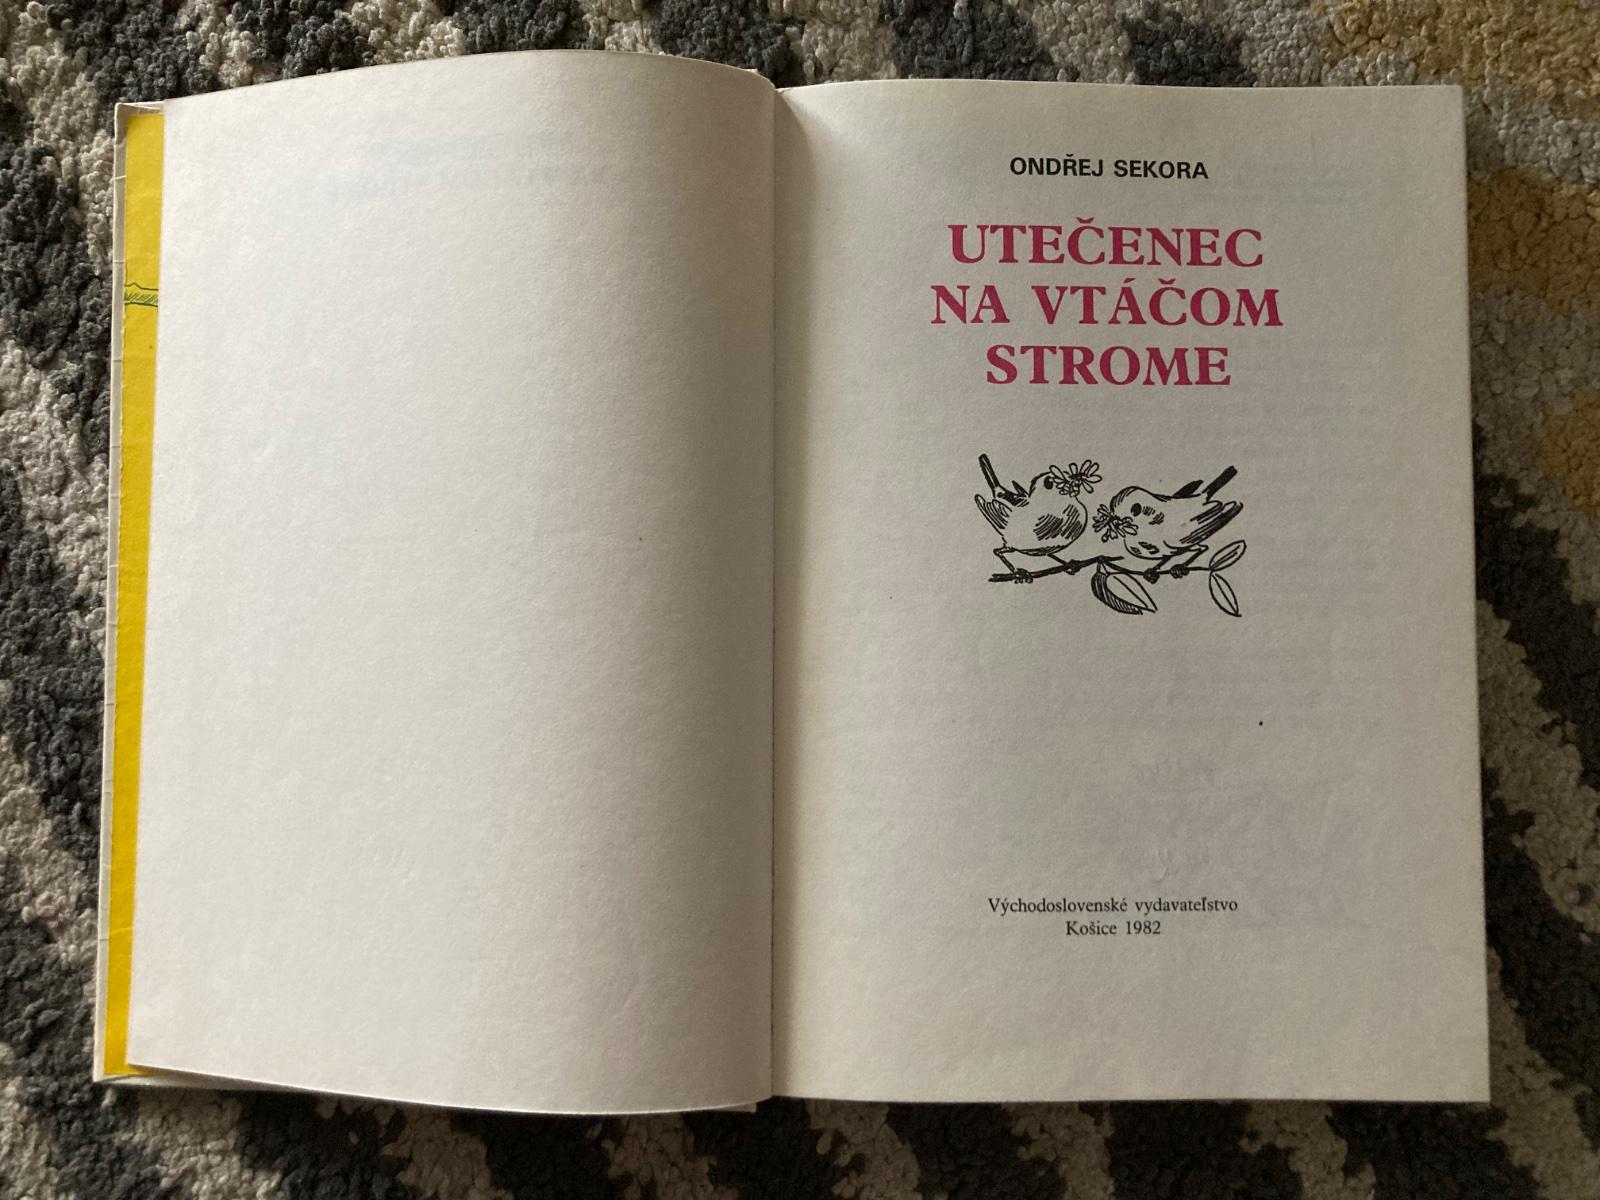 ONDŘEJ SEKORA
UTEČENEC
NA VTÁČOM
STROME
Východoslovenské vydavateľstvo
Košice 1982